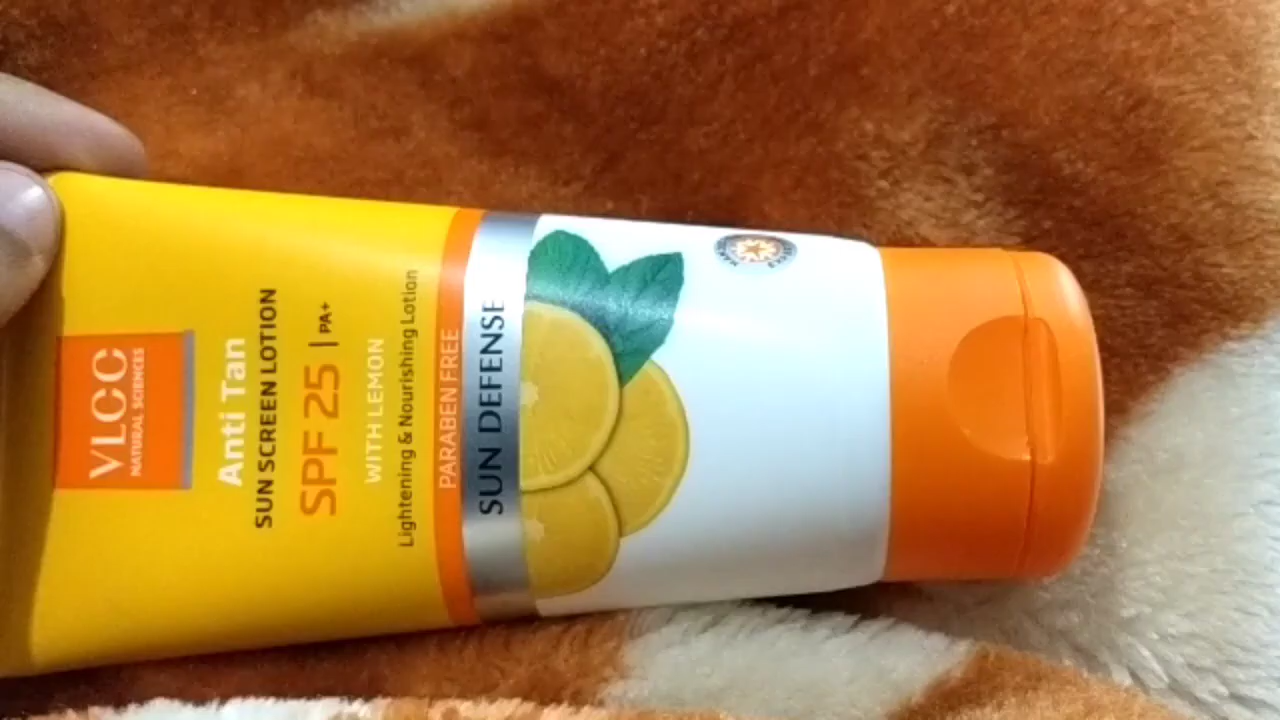 VLCC
NATURAL SCIENCES
Anti Tan
SUN SCREEN LOTION
SPF 25 | PA+
WITH LEMON
Lightening & Nourishing Lotion
PARABEN FREE
SUN DEFENSE